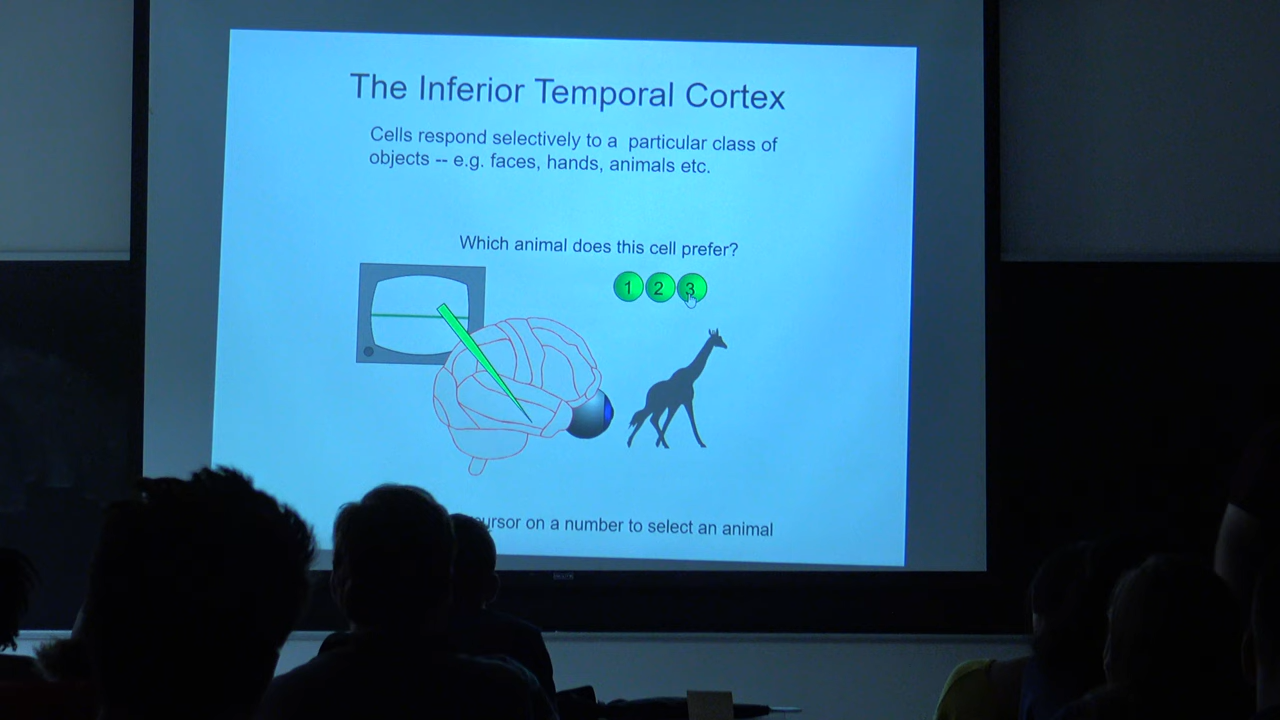 The Inferior Temporal Cortex
Cells respond selectively to a particular class of
objects -- e.g. faces, hands, animals etc.
Which animal does this cell prefer?
1 2 3
on a number to select an animal